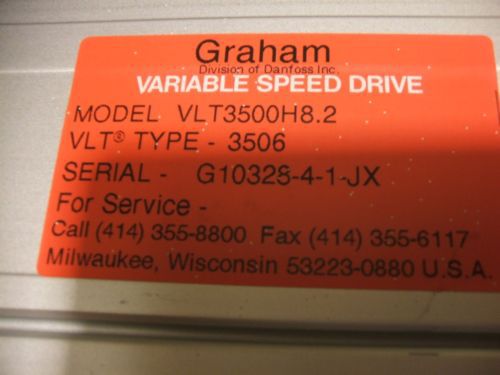 Graham
Division of Danfoss Inc.
VARIABLE SPEED DRIVE
MODEL VLT3500H8.2
VLT® TYPE - 3506
SERIAL - G10328-4-1-JX
For Service -
Call (414) 355-8800 Fax (414) 355-6117
Milwaukee, Wisconsin 53223-0880 U.S.A.